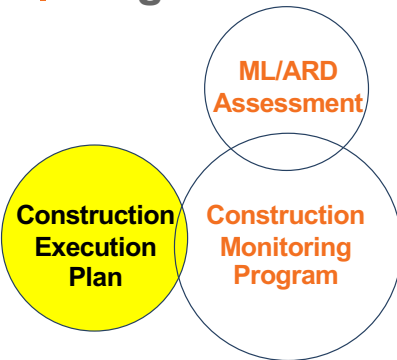 ML/ARD
Assessment
Construction
Execution
Plan
Construction
Monitoring
Program